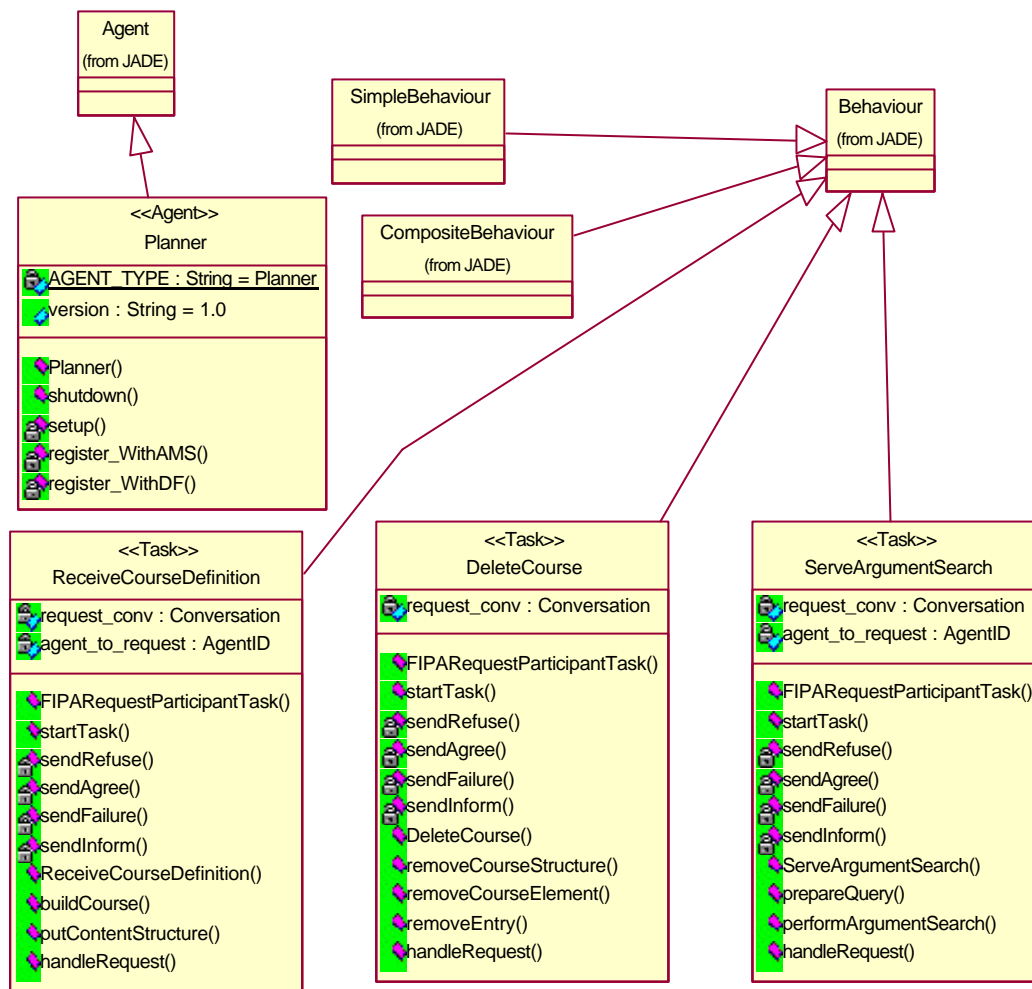 Agent
(from JADE)
SimpleBehaviour
(from JADE)
Behaviour
(from JADE)
CompositeBehaviour
(from JADE)
<<Agent>>
Planner
AGENT_TYPE : String = Planner
version : String = 1.0
Planner()
shutdown()
setup()
register_WithAMS()
register_WithDF()
<<Task>>
ReceiveCourseDefinition
request_conv : Conversation
agent_to_request : AgentID
FIPARequestParticipantTask()
startTask()
sendRefuse()
sendAgree()
sendFailure()
sendInform()
ReceiveCourseDefinition()
buildCourse()
putContentStructure()
handleRequest()
<<Task>>
DeleteCourse
request_conv : Conversation
FIPARequestParticipantTask()
startTask()
sendRefuse()
sendAgree()
sendFailure()
sendInform()
DeleteCourse()
removeCourseStructure()
removeCourseElement()
removeEntry()
handleRequest()
<<Task>>
ServeArgumentSearch
request_conv : Conversation
agent_to_request : AgentID
FIPARequestParticipantTask()
startTask()
sendRefuse()
sendAgree()
sendFailure()
sendInform()
ServeArgumentSearch()
prepareQuery()
performArgumentSearch()
handleRequest()